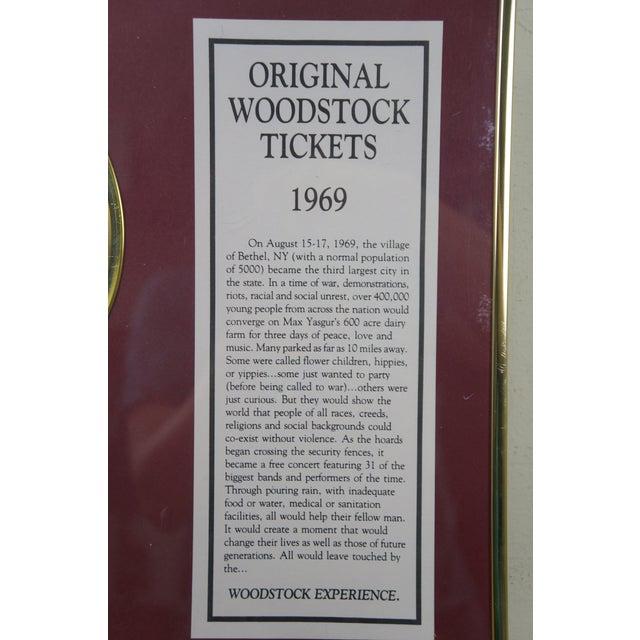 ORIGINAL
WOODSTOCK
TICKETS
1969
On August 15-17, 1969, the village
of Bethel, NY (with a normal population
of 5000) became the third largest city in
the state. In a time of war, demonstrations,
riots, racial and social unrest, over 400,000
young people from across the nation would
converge on Max Yasgur's 600 acre dairy
farm for three days of peace, love and
music. Many parked as far as 10 miles away.
Some were called flower children, hippies,
or yippies...some just wanted to party
(before being called to war)...others were
just curious. But they would show the
world that people of all races, creeds,
religions and social backgrounds could
co-exist without violence. As the hoards
began crossing the security fences, it
became a free concert featuring 31 of the
biggest bands and performers of the time.
Through pouring rain, with inadequate
food or water, medical or sanitation
facilities, all would help their fellow man.
It would create a moment that would
change their lives as well as those of future
generations. All would leave touched by
the...
WOODSTOCK EXPERIENCE.